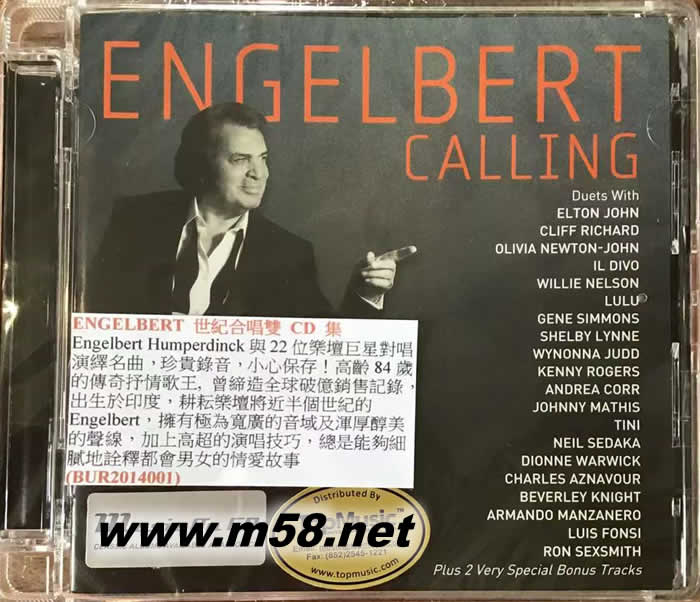 ENGELBERT
CALLING
Duets With
ELTON JOHN
CLIFF RICHARD
OLIVIA NEWTON-JOHN
IL DIVO
WILLIE NELSON
LULU
GENE SIMMONS
SHELBY LYNNE
WYNONNA JUDD
KENNY ROGERS
ANDREA CORR
JOHNNY MATHIS
TINI
NEIL SEDAKA
DIONNE WARWICK
CHARLES AZNAVOUR
BEVERLEY KNIGHT
ARMANDO MANZANERO
LUIS FONSI
RON SEXSMITH
Plus 2 Very Special Bonus Tracks
ENGELBERT 世紀合唱雙 CD 集
Engelbert Humperdinck 與 22 位樂壇巨星對唱
演繹名曲，珍貴錄音，小心保存！高齡 84 歲
的傳奇抒情歌王, 曾締造全球破億銷售記錄，
出生於印度，耕耘樂壇將近半個世紀的
Engelbert，擁有極為寬廣的音域及渾厚醇美
的聲線，加上高超的演唱技巧，總是能夠細
膩地詮釋都會男女的情愛故事
(BUR2014001)
www.m58.net
Distributed By
Fax: (852)2545-1221
www.topmusic.com